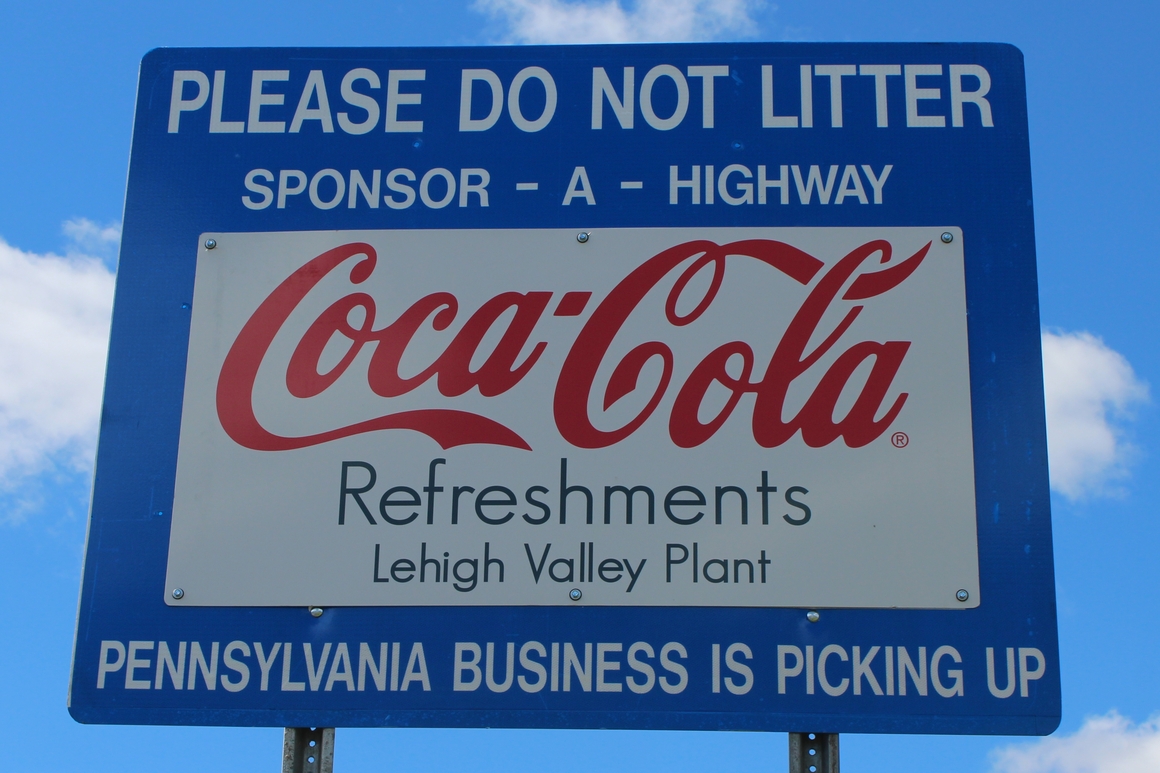 PLEASE DO NOT LITTER
SPONSOR - A - HIGHWAY
Coca-Cola ®
Refreshments
Lehigh Valley Plant
PENNSYLVANIA BUSINESS IS PICKING UP